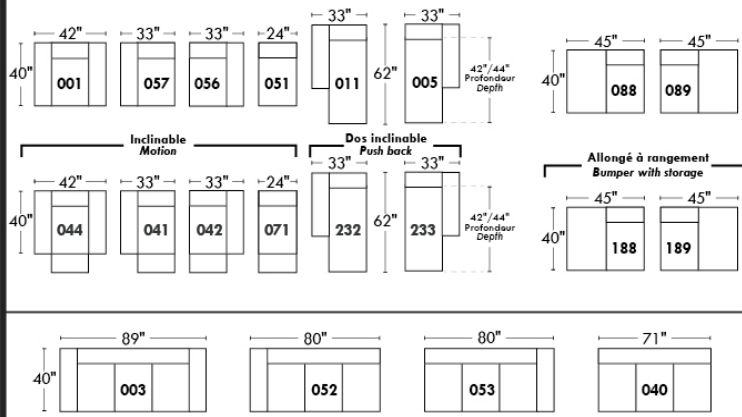 42" 33" 33" 24" 33" 33" 45" 45"
40" 001 057 056 051 011 62" 005 42"/44" Profondeur Depth 40" 088 089
Inclinable
Motion
Dos inclinable
Push back
Allongé à rangement
Bumper with storage
42" 33" 33" 24" 33" 33" 45" 45"
40" 044 041 042 071 232 62" 233 42"/44" Profondeur Depth 40" 188 189
89" 80" 80" 71"
40" 003 052 053 040